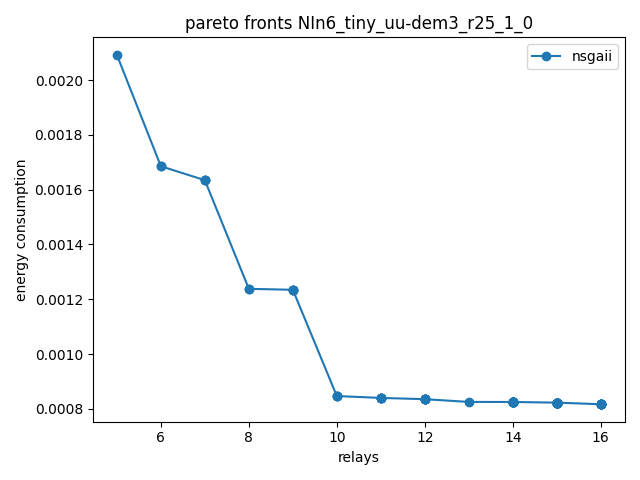 pareto fronts NIn6_tiny_uu-dem3_r25_1_0
nsgaii
energy consumption
0.0020
0.0018
0.0016
0.0014
0.0012
0.0010
0.0008
6 8 10 12 14 16
relays